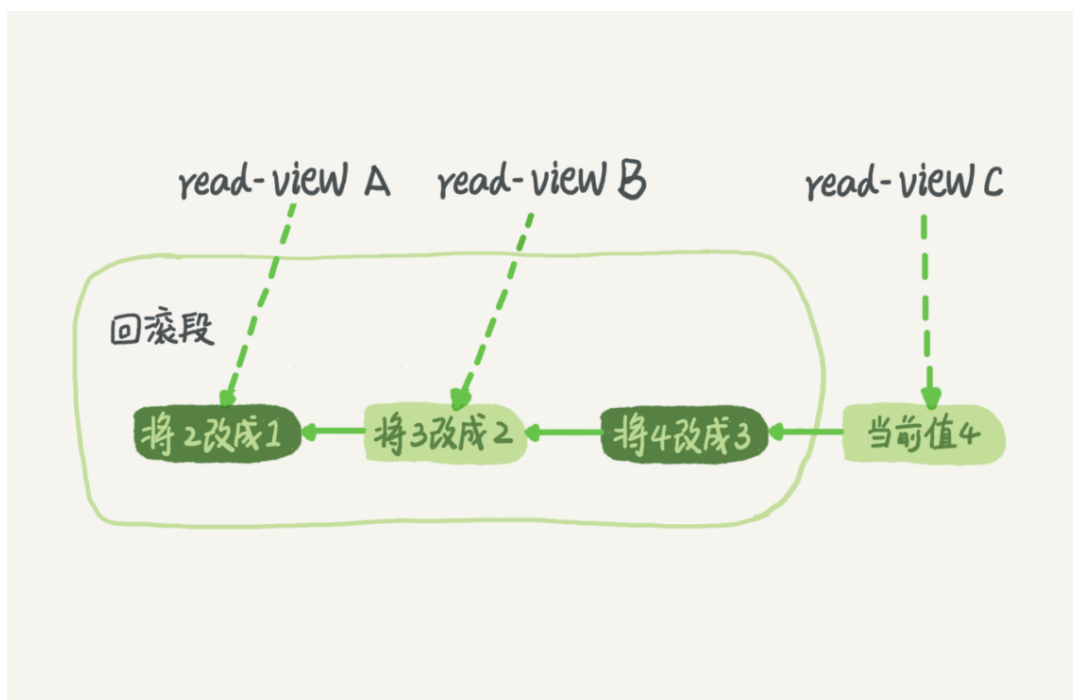 read-view A
read-view B
read-view C
回滚段
将2改成1
将3改成2
将4改成3
当前值4